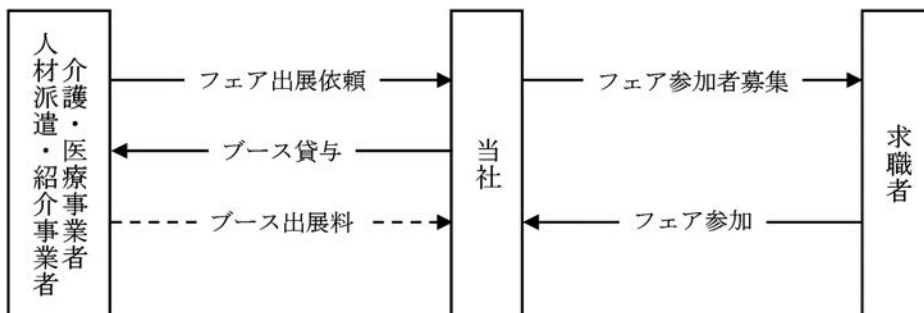 介護・医療事業者
人材派遣・紹介事業者
フェア出展依頼
ブース貸与
ブース出展料
当社
フェア参加者募集
フェア参加
求職者